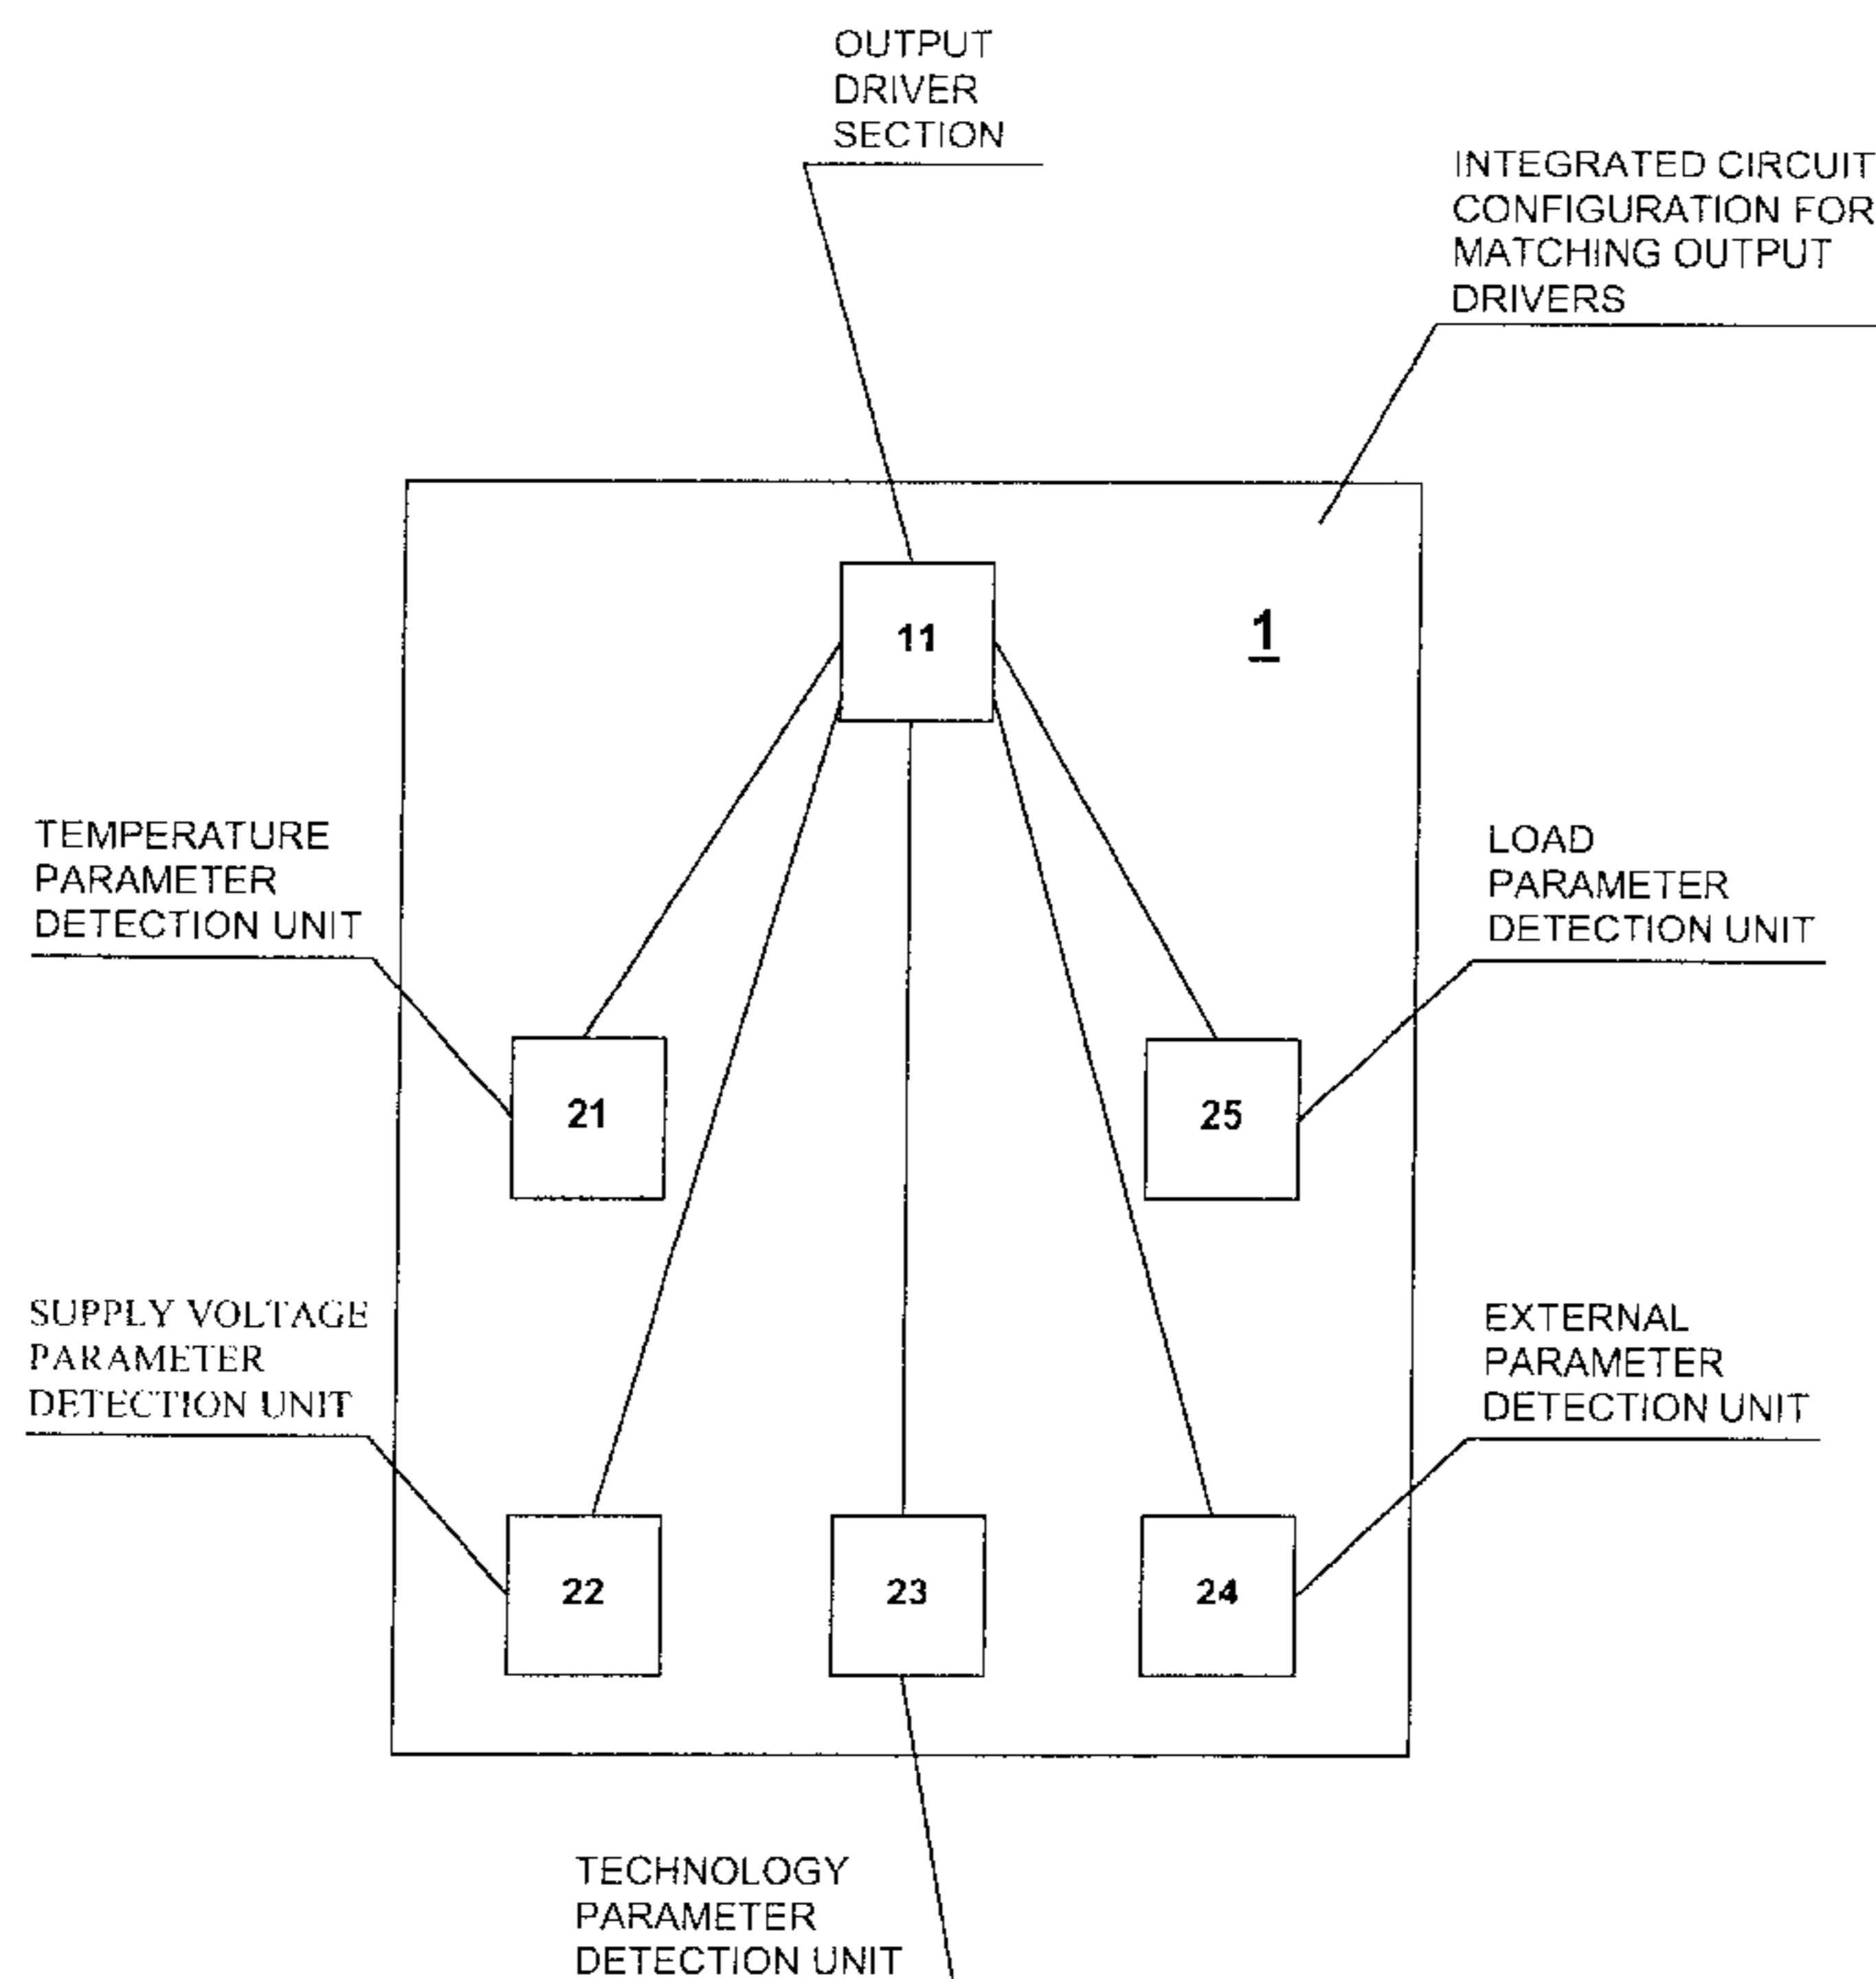 OUTPUT
DRIVER
SECTION
INTEGRATED CIRCUIT
CONFIGURATION FOR
MATCHING OUTPUT
DRIVERS
11
1
TEMPERATURE
PARAMETER
DETECTION UNIT
LOAD
PARAMETER
DETECTION UNIT
21
25
SUPPLY VOLTAGE
PARAMETER
DETECTION UNIT
EXTERNAL
PARAMETER
DETECTION UNIT
22
23
24
TECHNOLOGY
PARAMETER
DETECTION UNIT